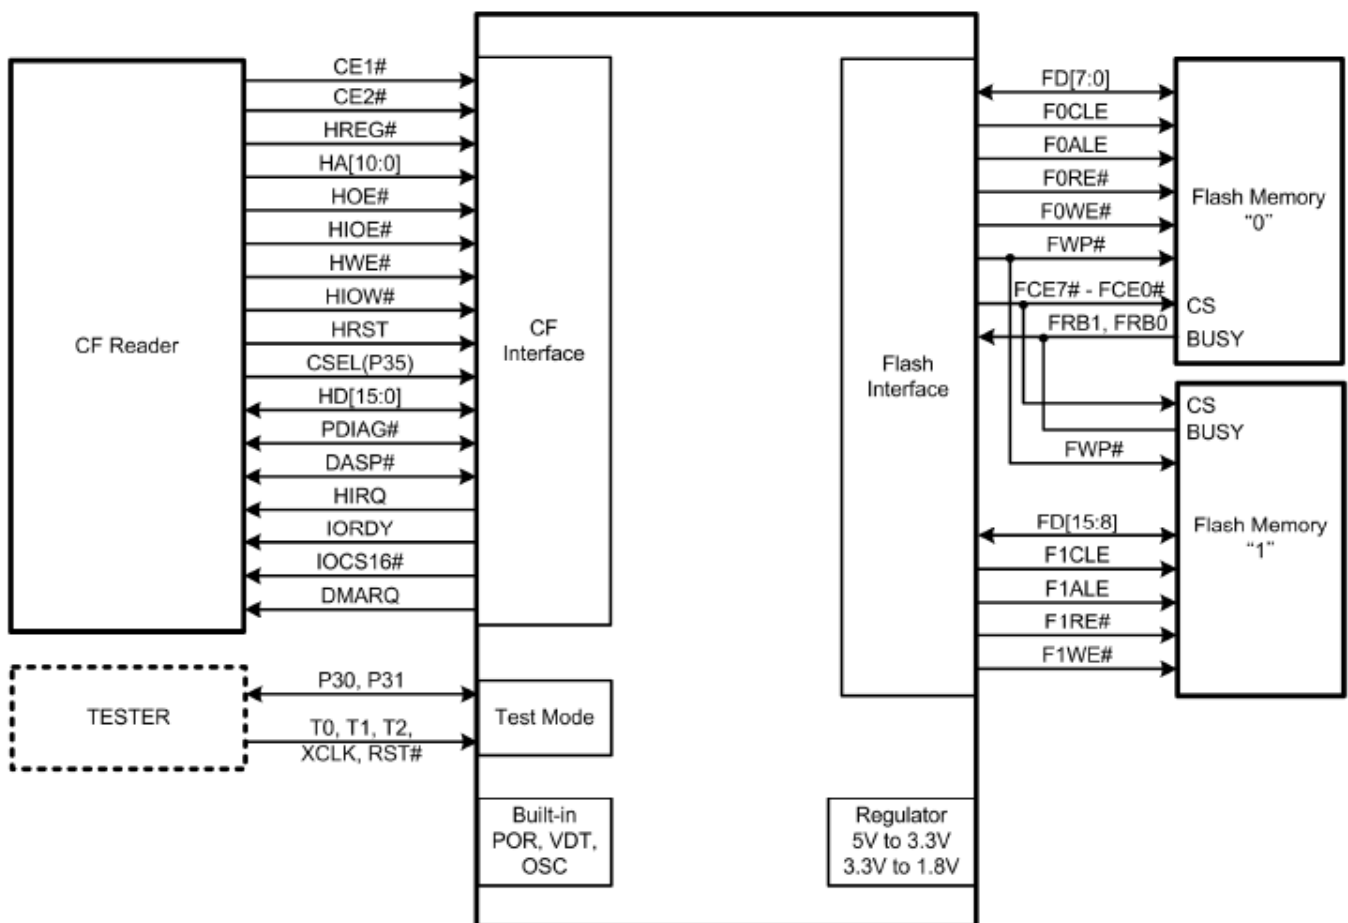 CF Reader
CE1#
CE2#
HREG#
HA[10:0]
HOE#
HIOE#
HWE#
HIOW#
HRST
CSEL(P35)
HD[15:0]
PDIAG#
DASP#
HIRQ
IORDY
IOCS16#
DMARQ
CF
Interface
TESTER
P30, P31
T0, T1, T2,
XCLK, RST#
Test Mode
Built-in
POR, VDT,
OSC
Flash
Interface
Regulator
5V to 3.3V
3.3V to 1.8V
FD[7:0]
F0CLE
F0ALE
F0RE#
F0WE#
FWP#
FCE7# - FCE0#
FRB1, FRB0
Flash Memory
“0”
CS
BUSY
CS
BUSY
FWP#
FD[15:8]
F1CLE
F1ALE
F1RE#
F1WE#
Flash Memory
“1”